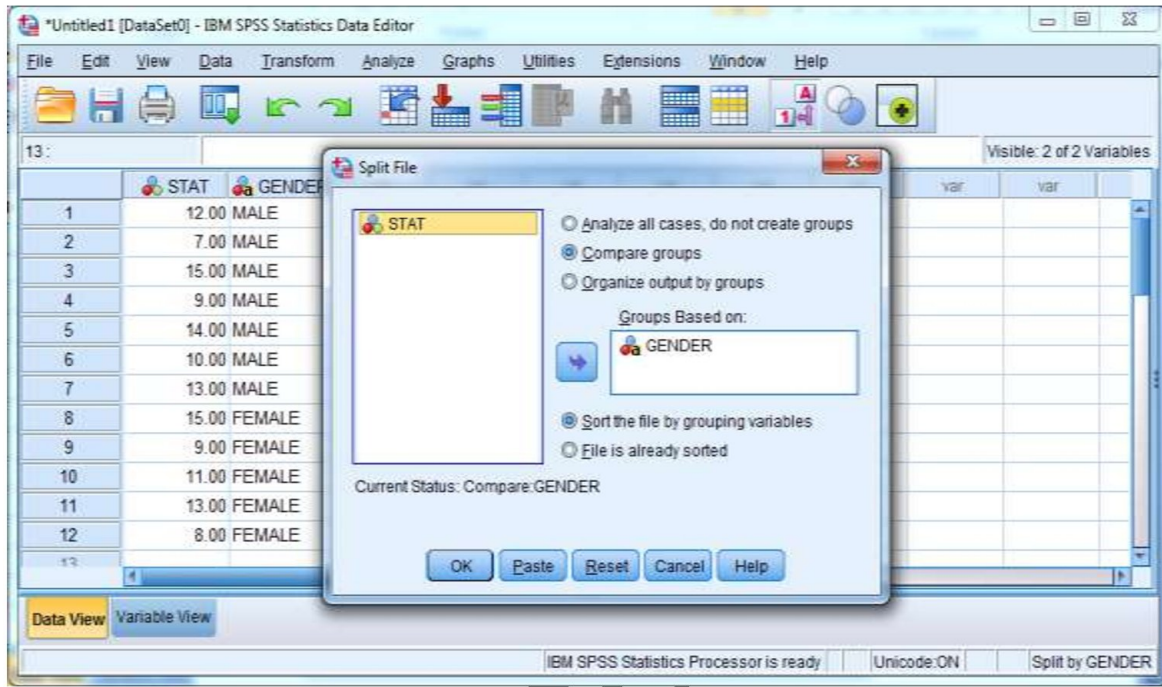 *Untitled1 [DataSet0] - IBM SPSS Statistics Data Editor
File Edit View Data Transform Analyze Graphs Utilities Extensions Window Help
13 : Visible: 2 of 2 Variables
STAT GENDER var var
1 12.00 MALE
2 7.00 MALE
3 15.00 MALE
4 9.00 MALE
5 14.00 MALE
6 10.00 MALE
7 13.00 MALE
8 15.00 FEMALE
9 9.00 FEMALE
10 11.00 FEMALE
11 13.00 FEMALE
12 8.00 FEMALE
13
Split File
STAT
Analyze all cases, do not create groups
Compare groups
Organize output by groups
Groups Based on:
GENDER
Sort the file by grouping variables
File is already sorted
Current Status: Compare:GENDER
OK Paste Reset Cancel Help
Data View Variable View
IBM SPSS Statistics Processor is ready Unicode:ON Split by GENDER